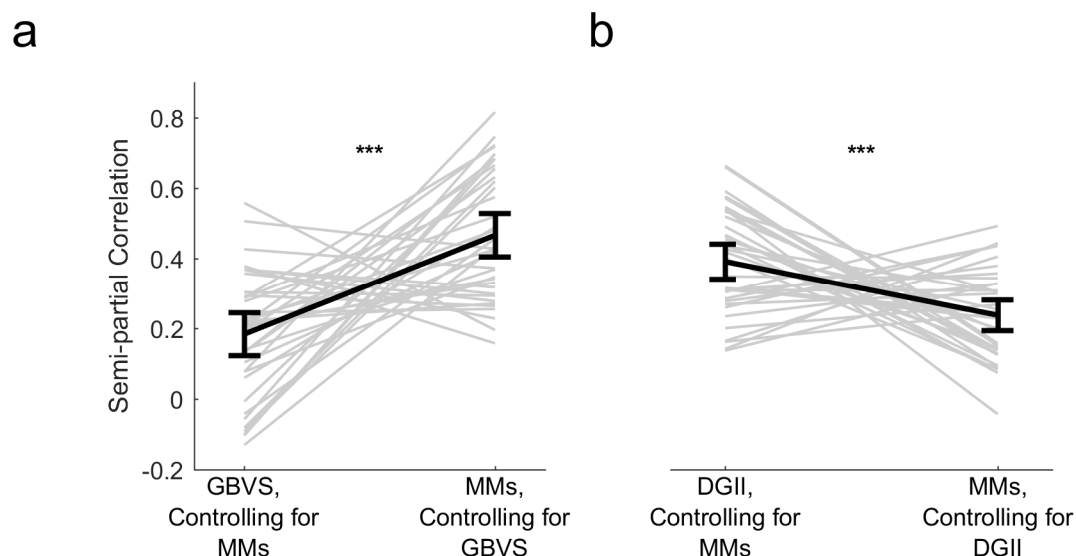 a
b
Semi-partial Correlation
0.8
0.6
0.4
0.2
0
-0.2
***
***
GBVS,
Controlling for
MMs
MMs,
Controlling for
GBVS
DGII,
Controlling for
MMs
MMs,
Controlling for
DGII